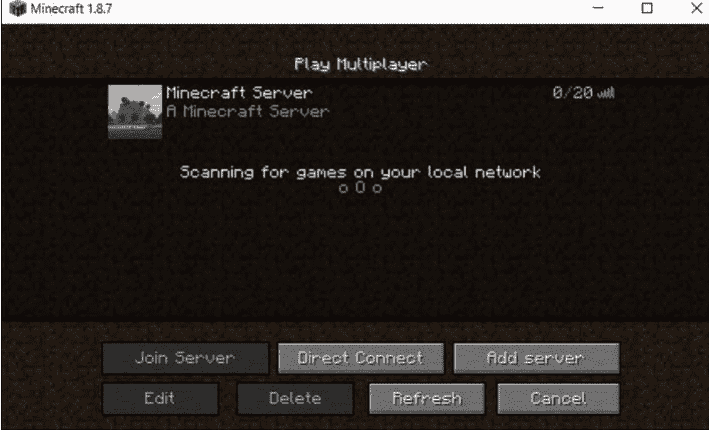 Minecraft 1.8.7
Play Multiplayer
Minecraft Server 0/20
A Minecraft Server
Scanning for games on your local network
o O o
Join Server Direct Connect Add server
Edit Delete Refresh Cancel